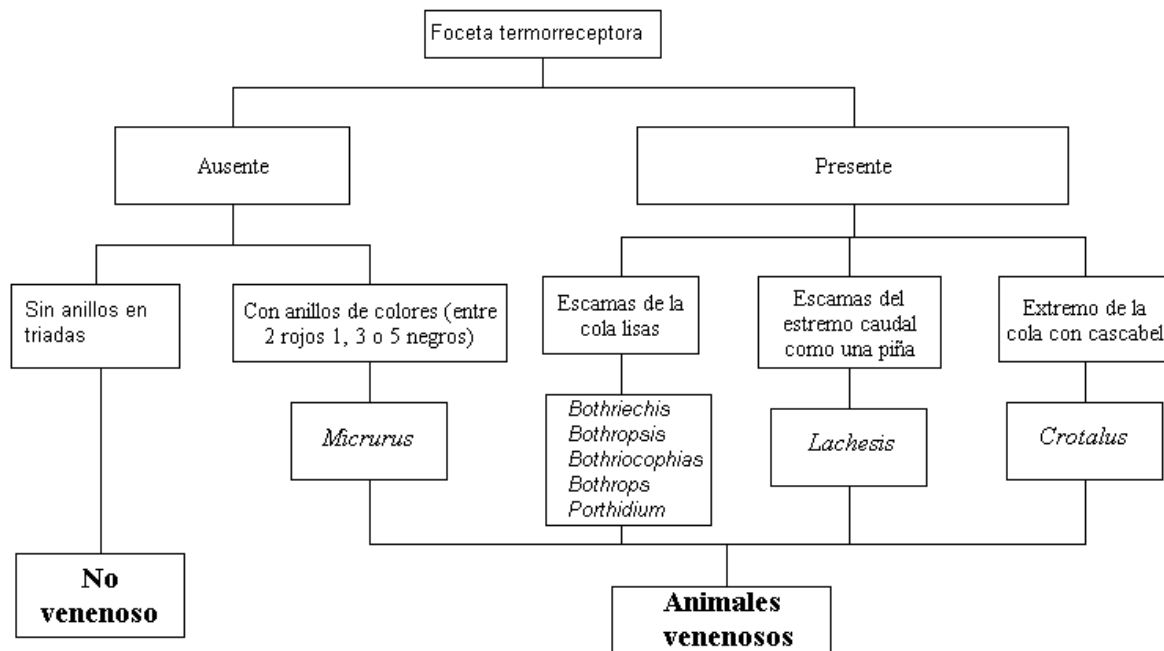 Foceta termorreceptora
Ausente
Presente
Sin anillos en
triadas
Con anillos de colores (entre
2 rojos 1, 3 o 5 negros)
Escamas de la
cola lisas
Escamas del
estremo caudal
como una piña
Extremo de la
cola con cascabel
Micrurus
Bothriechis
Bothropsis
Bothriocophias
Bothrops
Porthidium
Lachesis
Crotalus
No
venenoso
Animales
venenosos